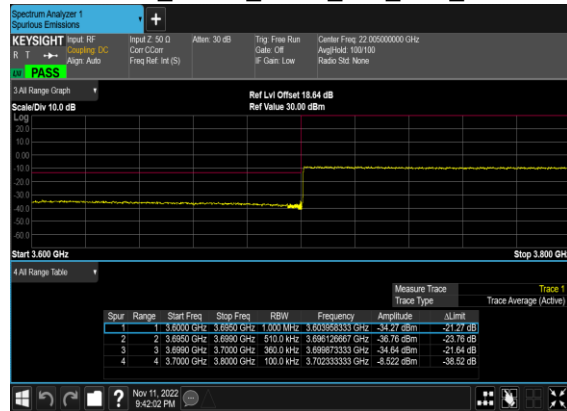 Spectrum Analyzer 1
Spurious Emissions
+
KEYSIGHT Input: RF Input Z: 50 Ω Atten: 30 dB Trig: Free Run Center Freq: 22.005000000 GHz
R T Coupling: DC Corr CCorr Gate: Off Avg|Hold: 100/100
Align: Auto Freq Ref: Int (S) IF Gain: Low Radio Std: None
PASS
3 All Range Graph
Ref Lvl Offset 18.64 dB
Scale/Div 10.0 dB Ref Value 30.00 dBm
Log
20.0
10.0
0.00
-10.0
-20.0
-30.0
-40.0
-50.0
-60.0
Start 3.600 GHz Stop 3.800 GH
4 All Range Table
Measure Trace Trace 1
Trace Type Trace Average (Active)
Spur Range Start Freq Stop Freq RBW Frequency Amplitude ΔLimit
1 1 3.6000 GHz 3.6950 GHz 1.000 MHz 3.603958333 GHz -34.27 dBm -21.27 dB
2 2 3.6950 GHz 3.6990 GHz 510.0 kHz 3.696126667 GHz -36.76 dBm -23.76 dB
3 3 3.6990 GHz 3.7000 GHz 360.0 kHz 3.699873333 GHz -34.64 dBm -21.64 dB
4 4 3.7000 GHz 3.8000 GHz 100.0 kHz 3.702333333 GHz -8.522 dBm -38.52 dB
? Nov 11, 2022
9:42:02 PM